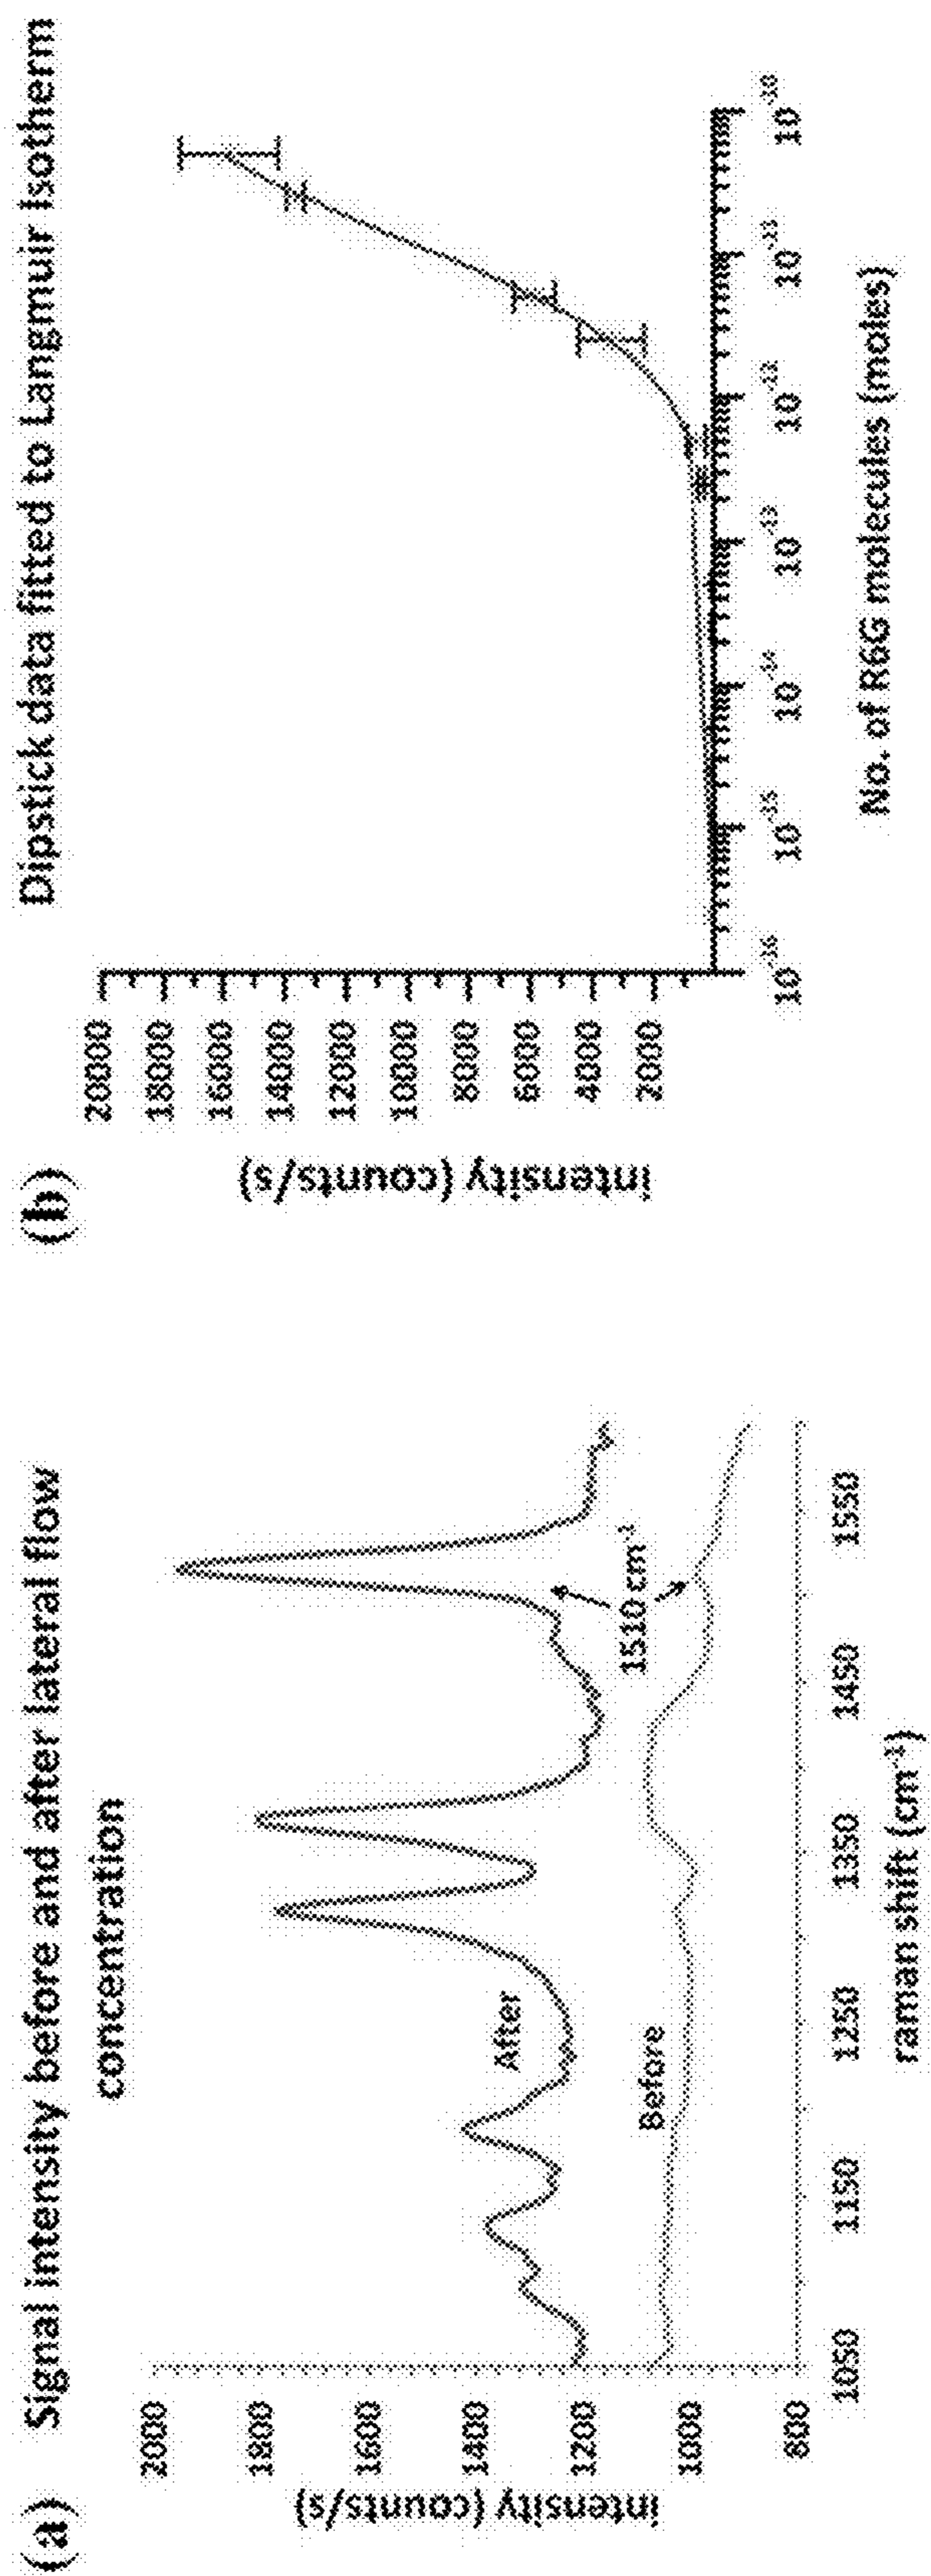 (a) Signal intensity before and after lateral flow
concentration
2000
1800
1600
1400
1200
1000
800
intensity (counts/s)
After
Before
1510 cm-1
1050
1150
1250
1350
1450
1550
raman shift (cm-1)
(b)
Dipstick data fitted to Langmuir Isotherm
20000
18000
16000
14000
12000
10000
8000
6000
4000
2000
intensity (counts/s)
10-16
10-15
10-14
10-13
10-12
10-11
10-10
No. of R6G molecules (moles)